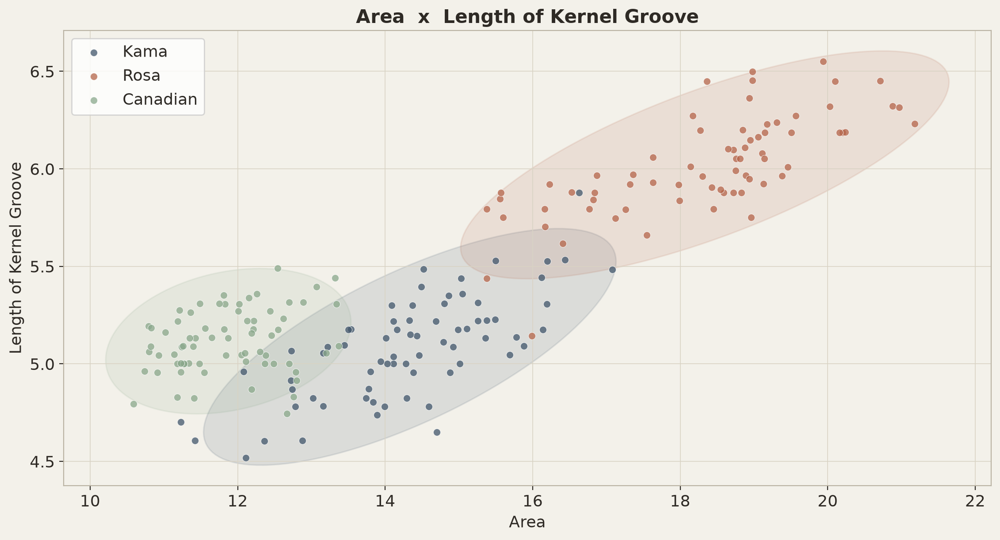 Area  x  Length of Kernel Groove
Kama
Rosa
Canadian
Length of Kernel Groove
6.5
6.0
5.5
5.0
4.5
10 12 14 16 18 20 22
Area